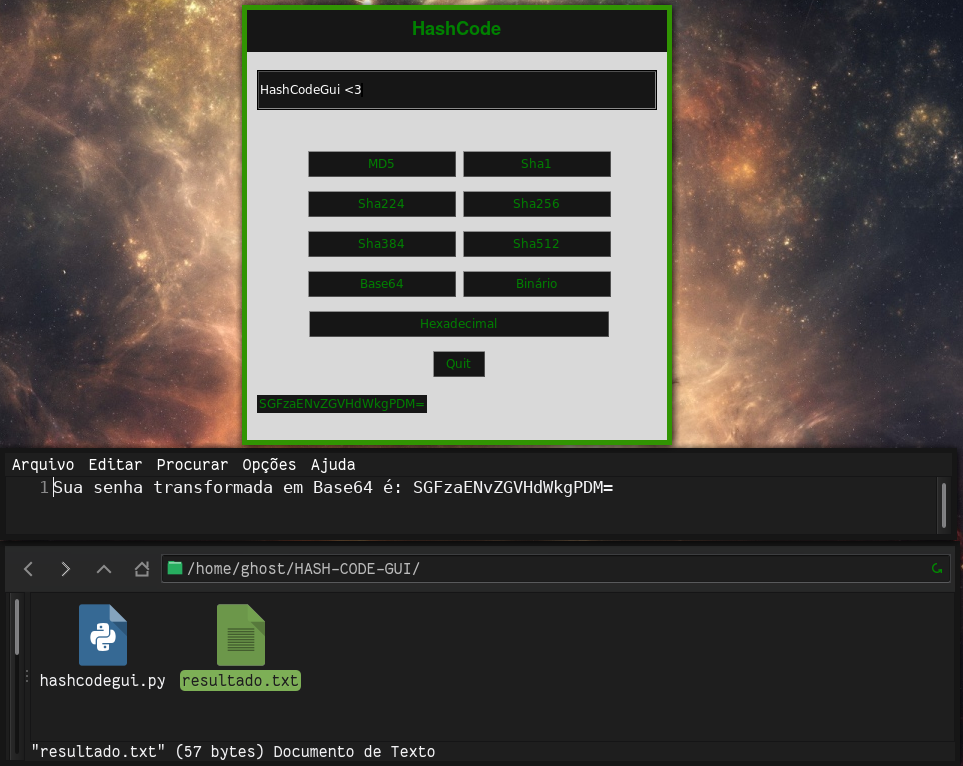 HashCode
HashCodeGui <3
MD5 Sha1
Sha224 Sha256
Sha384 Sha512
Base64 Binário
Hexadecimal
Quit
SGFzaENvZGVHdWkgPDM=
Arquivo Editar Procurar Opções Ajuda
1 Sua senha transformada em Base64 é: SGFzaENvZGVHdWkgPDM=
/home/ghost/HASH-CODE-GUI/
hashcodegui.py resultado.txt
"resultado.txt" (57 bytes) Documento de Texto